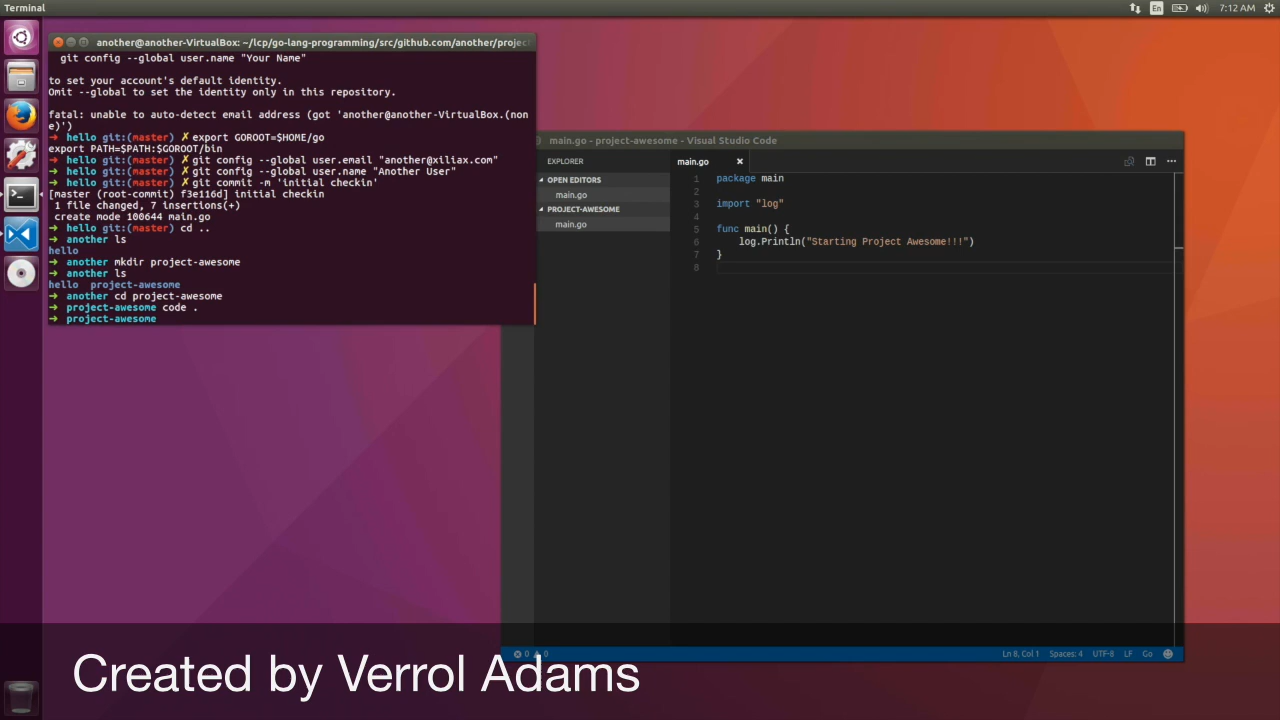 Terminal
En
7:12 AM
another@another-VirtualBox: ~/lcp/go-lang-programming/src/github.com/another/projec
git config --global user.name "Your Name"
to set your account's default identity.
Omit --global to set the identity only in this repository.
fatal: unable to auto-detect email address (got 'another@another-VirtualBox.(non
e)')
➜ hello git:(master) ✗ export GOROOT=$HOME/go
export PATH=$PATH:$GOROOT/bin
➜ hello git:(master) ✗ git config --global user.email "another@xiliax.com"
➜ hello git:(master) ✗ git config --global user.name "Another User"
➜ hello git:(master) ✗ git commit -m 'initial checkin'
[master (root-commit) f3e116d] initial checkin
1 file changed, 7 insertions(+)
create mode 100644 main.go
➜ hello git:(master) cd ..
➜ another ls
hello
➜ another mkdir project-awesome
➜ another ls
hello project-awesome
➜ another cd project-awesome
➜ project-awesome code .
➜ project-awesome
main.go - project-awesome - Visual Studio Code
EXPLORER
OPEN EDITORS
main.go
PROJECT-AWESOME
main.go
main.go
1 package main
2
3 import "log"
4
5 func main() {
6 log.Println("Starting Project Awesome!!!")
7 }
8
0 0
Ln 8, Col 1 Spaces: 4 UTF-8 LF Go
Created by Verrol Adams